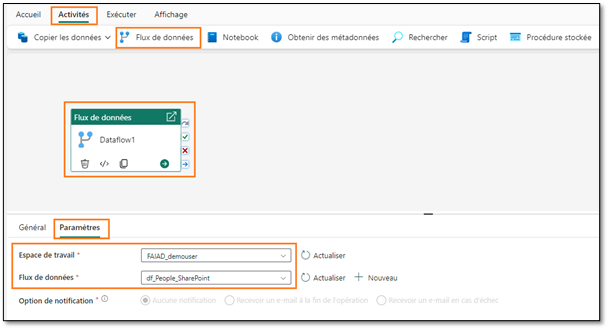 Accueil Activités Exécuter Affichage
Copier les données Flux de données Notebook Obtenir des métadonnées Rechercher Script Procédure stockée
Flux de données
Dataflow1
Général Paramètres
Espace de travail * FAIAD_demouser Actualiser
Flux de données * df_People_SharePoint Actualiser Nouveau
Option de notification * Aucune notification Recevoir un e-mail à la fin de l'opération Recevoir un e-mail en cas d'échec